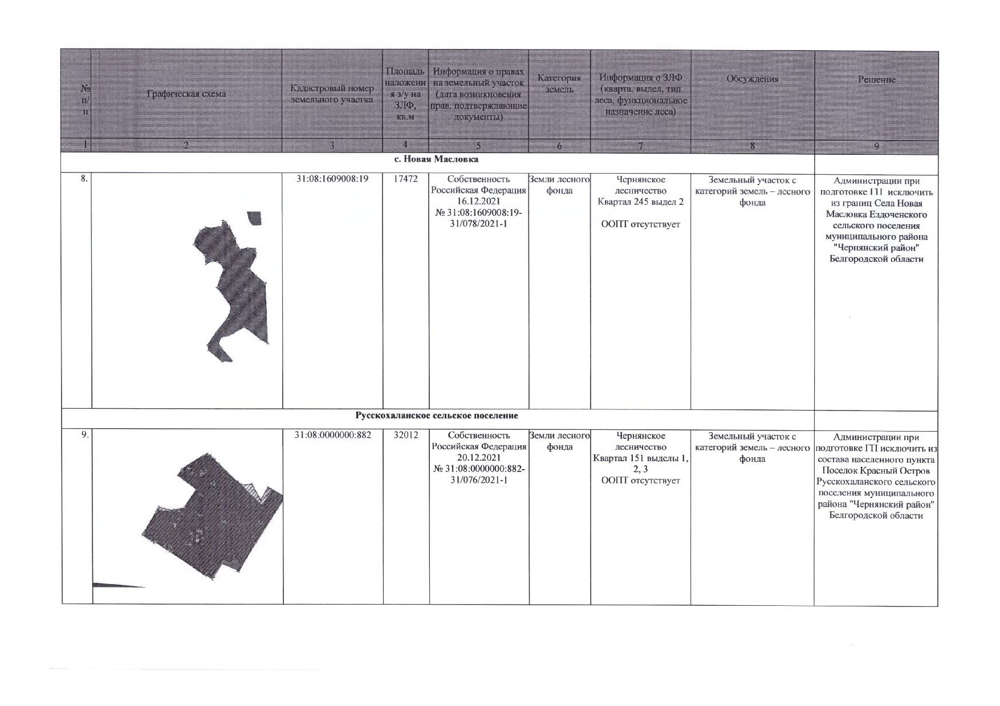 №
п/
п
Графическая схема
Кадастровый номер
земельного участка
Площадь
наложени
я з/у на
ЗЛФ,
кв.м
Информация о правах
на земельный участок
(дата возникновения
прав, подтверждающие
документы)
Категория
земель
Информация о ЗЛФ
(кварта, выдел, тип
леса, функциональное
назначение леса)
Обсуждения
Решение
1 2 3 4 5 6 7 8 9
с. Новая Масловка
8.
31:08:1609008:19
17472
Собственность
Российская Федерация
16.12.2021
№ 31:08:1609008:19-
31/078/2021-1
Земли лесного
фонда
Чернянское
лесничество
Квартал 245 выдел 2
ООПТ отсутствует
Земельный участок с
категорий земель – лесного
фонда
Администрации при
подготовке ГП исключить
из границ Села Новая
Масловка Ездоченского
сельского поселения
муниципального района
"Чернянский район"
Белгородской области
Русскохаланское сельское поселение
9.
31:08:0000000:882
32012
Собственность
Российская Федерация
20.12.2021
№ 31:08:0000000:882-
31/076/2021-1
Земли лесного
фонда
Чернянское
лесничество
Квартал 151 выделы 1,
2, 3
ООПТ отсутствует
Земельный участок с
категорий земель – лесного
фонда
Администрации при
подготовке ГП исключить из
состава населенного пункта
Поселок Красный Остров
Русскохаланского сельского
поселения муниципального
района "Чернянский район"
Белгородской области